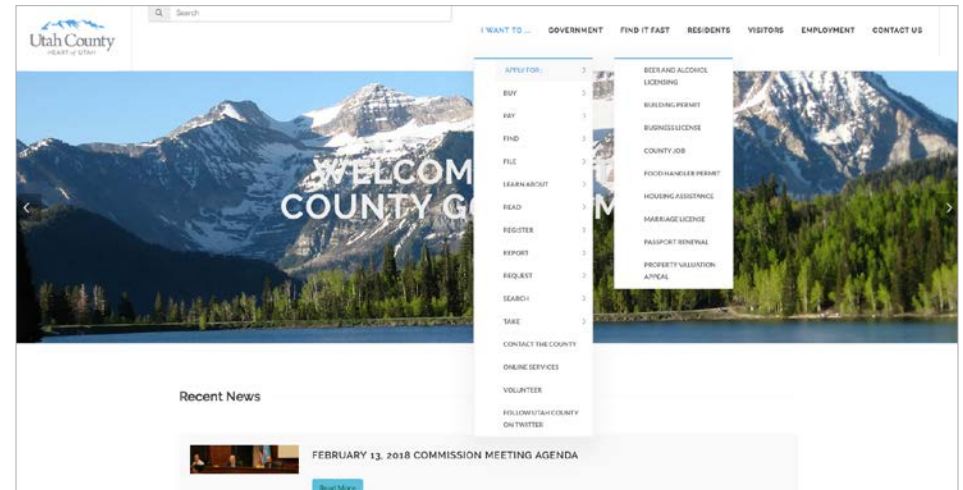 Utah County
HEART of UTAH
Search
I WANT TO ...
GOVERNMENT
FIND IT FAST
RESIDENTS
VISITORS
EMPLOYMENT
CONTACT US
APPLY FOR:
BUY
PAY
FIND
FILE
LEARN ABOUT
READ
REGISTER
REPORT
REQUEST
SEARCH
TAKE
CONTACT THE COUNTY
ONLINE SERVICES
VOLUNTEER
FOLLOW UTAH COUNTY
ON TWITTER
BEER AND ALCOHOL
LICENSING
BUILDING PERMIT
BUSINESS LICENSE
COUNTY JOB
FOOD HANDLER PERMIT
HOUSING ASSISTANCE
MARRIAGE LICENSE
PASSPORT RENEWAL
PROPERTY VALUATION
APPEAL
WELCOM
COUNTY G M
Recent News
FEBRUARY 13, 2018 COMMISSION MEETING AGENDA
Read More